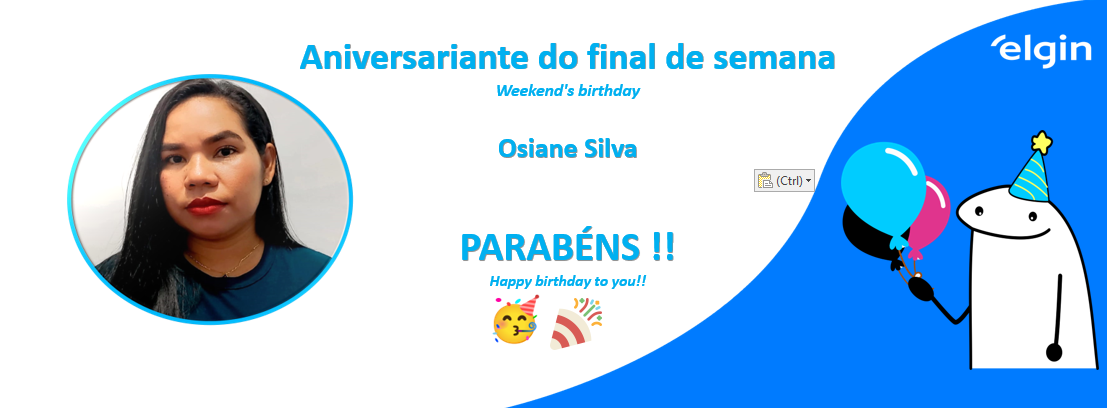 elgin
Aniversariante do final de semana
Weekend's birthday
Osiane Silva
(Ctrl)
PARABÉNS !!
Happy birthday to you!!